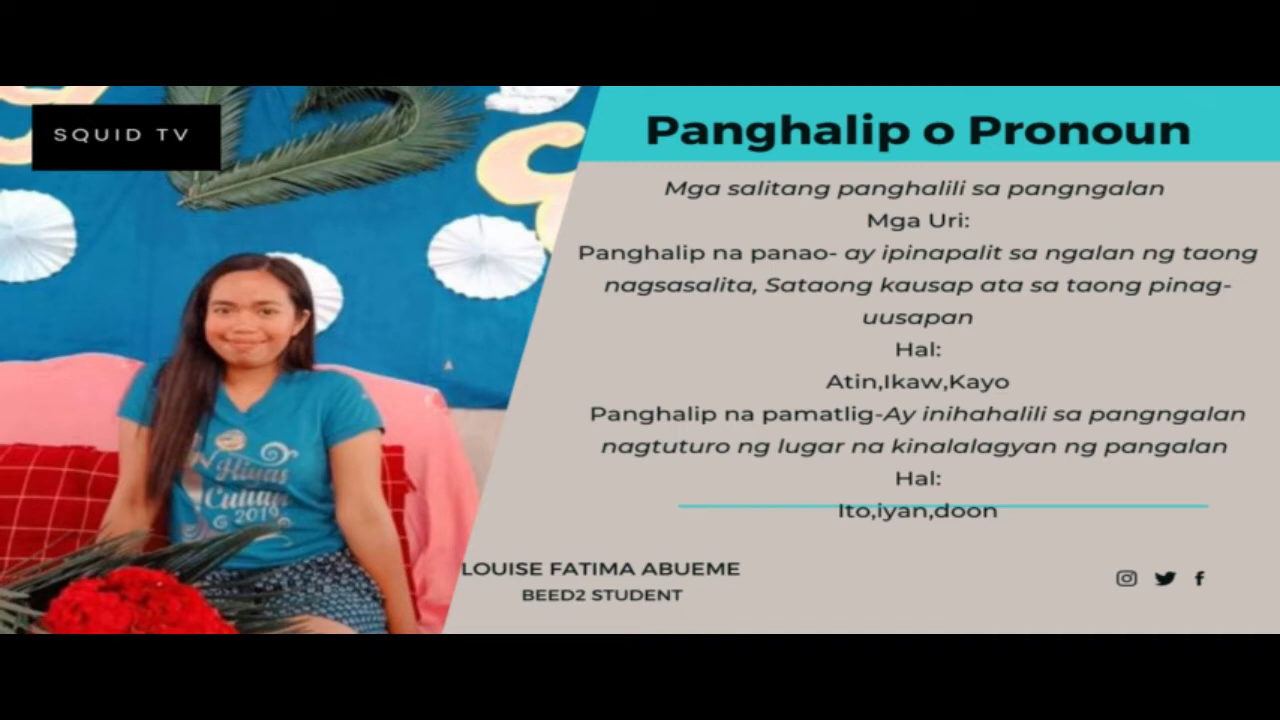 SQUID TV
Panghalip o Pronoun
Mga salitang panghalili sa pangngalan
Mga Uri:
Panghalip na panao- ay ipinapalit sa ngalan ng taong
nagsasalita, Sataong kausap ata sa taong pinag-
uusapan
Hal:
Atin,Ikaw,Kayo
Panghalip na pamatlig-Ay inihahalili sa pangngalan
nagtuturo ng lugar na kinalalagyan ng pangalan
Hal:
Ito,iyan,doon
Hiyas
2019
LOUISE FATIMA ABUEME
BEED2 STUDENT